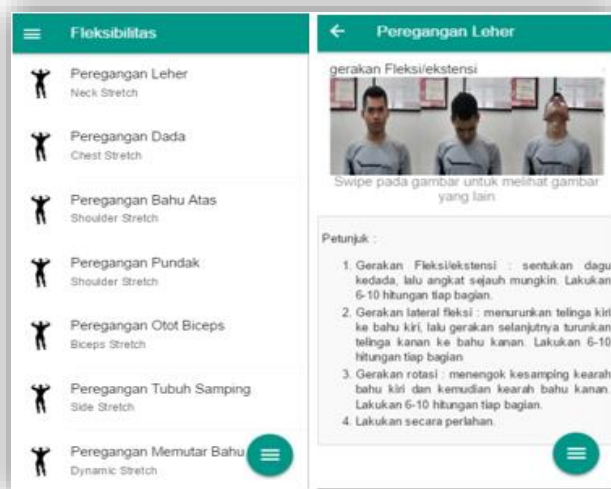 Fleksibilitas
Peregangan Leher
Neck Stretch
Peregangan Dada
Chest Stretch
Peregangan Bahu Atas
Shoulder Stretch
Peregangan Pundak
Shoulder Stretch
Peregangan Otot Biceps
Biceps Stretch
Peregangan Tubuh Samping
Side Stretch
Peregangan Memutar Bahu
Dynamic Stretch
Peregangan Leher
gerakan Fleksi/ekstensi
Swipe pada gambar untuk melihat gambar
yang lain
Petunjuk :
1. Gerakan Fleksi/ekstensi : sentukan dagu
kedada, lalu angkat sejauh mungkin. Lakukan
6-10 hitungan tiap bagian.
2. Gerakan lateral fleksi : menurunkan telinga kiri
ke bahu kiri, lalu gerakan selanjutnya turunkan
telinga kanan ke bahu kanan. Lakukan 6-10
hitungan tiap bagian
3. Gerakan rotasi : menengok kesamping kearah
bahu kiri dan kemudian kearah bahu kanan.
Lakukan 6-10 hitungan tiap bagian.
4. Lakukan secara perlahan.